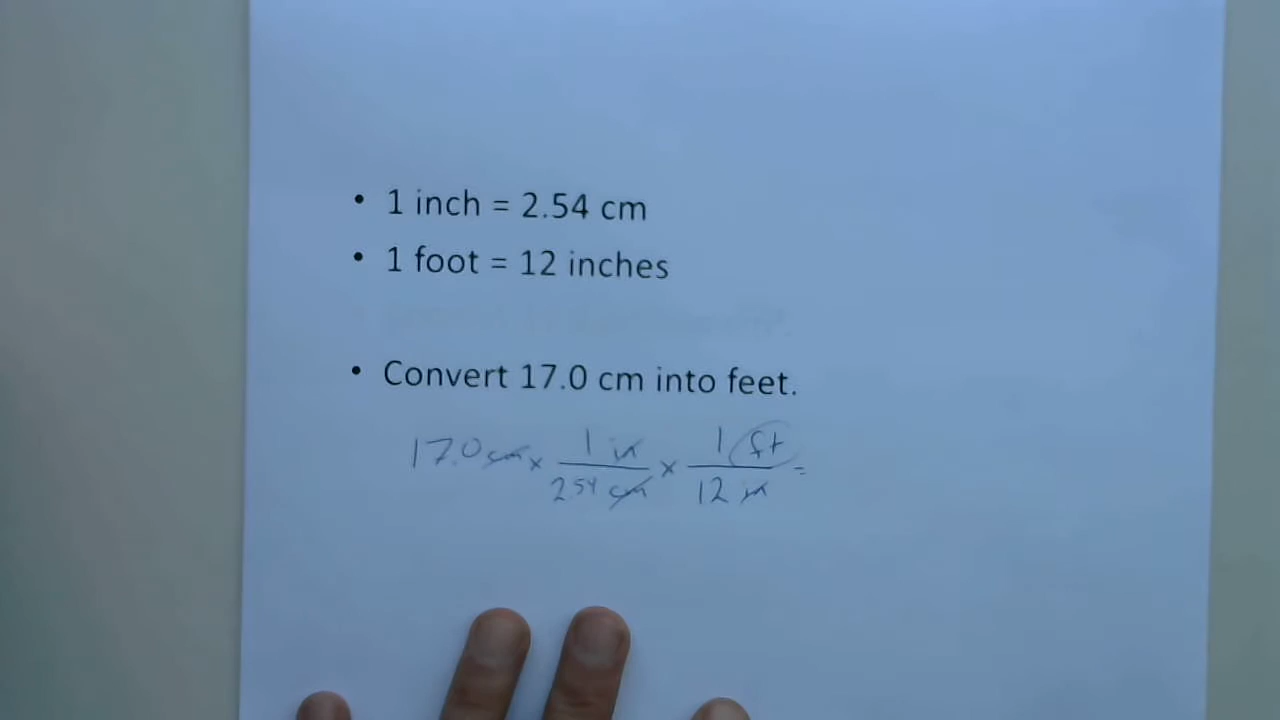 • 1 inch = 2.54 cm
• 1 foot = 12 inches
• Convert 17.0 cm into feet.
17.0 cm x 1 in / 2.54 cm x 1 ft / 12 in =